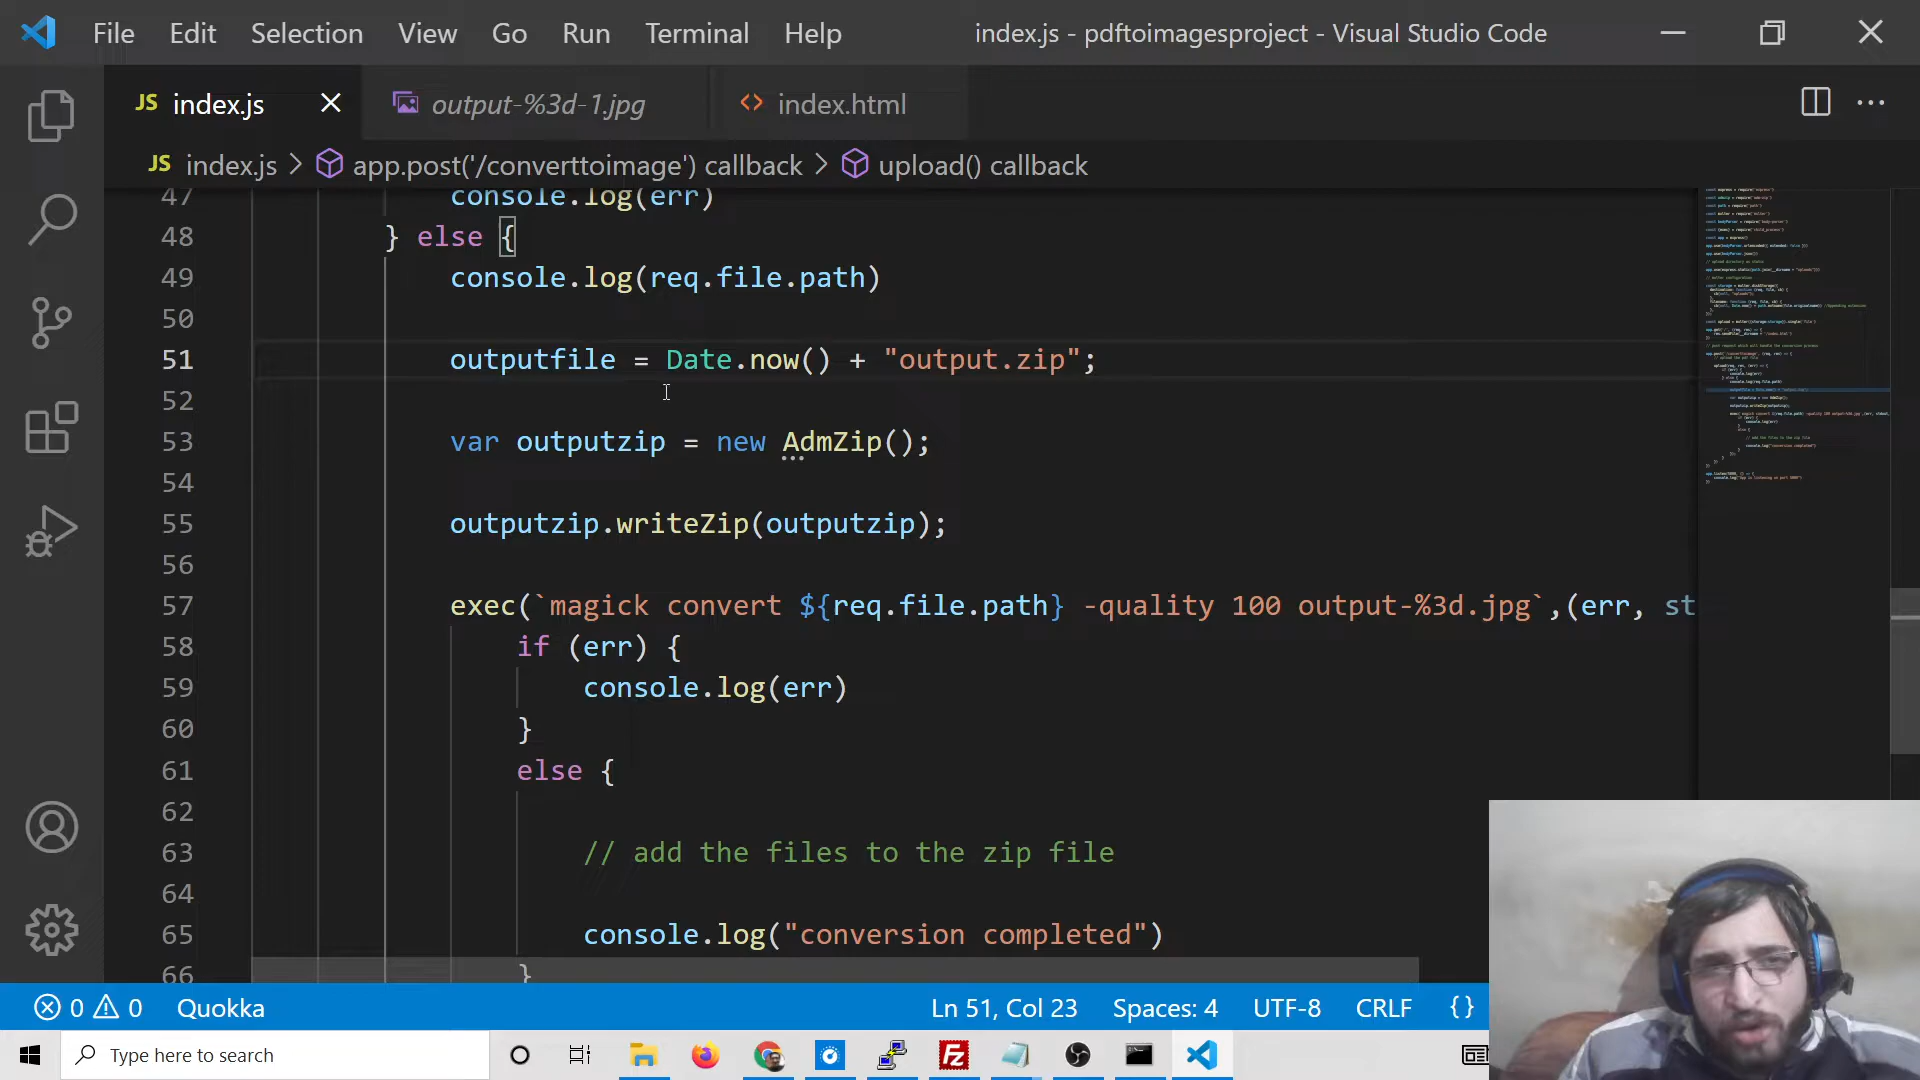 File Edit Selection View Go Run Terminal Help index.js - pdftoimagesproject - Visual Studio Code
JS index.js output-%3d-1.jpg index.html
JS index.js > app.post('/converttoimage') callback > upload() callback
47 console.log(err)
48 } else {
49 console.log(req.file.path)
50
51 outputfile = Date.now() + "output.zip";
52
53 var outputzip = new AdmZip();
54
55 outputzip.writeZip(outputzip);
56
57 exec(`magick convert ${req.file.path} -quality 100 output-%3d.jpg`,(err, st
58 if (err) {
59 console.log(err)
60 }
61 else {
62
63 // add the files to the zip file
64
65 console.log("conversion completed")
66 }
0 0 Quokka Ln 51, Col 23 Spaces: 4 UTF-8 CRLF {}
Type here to search